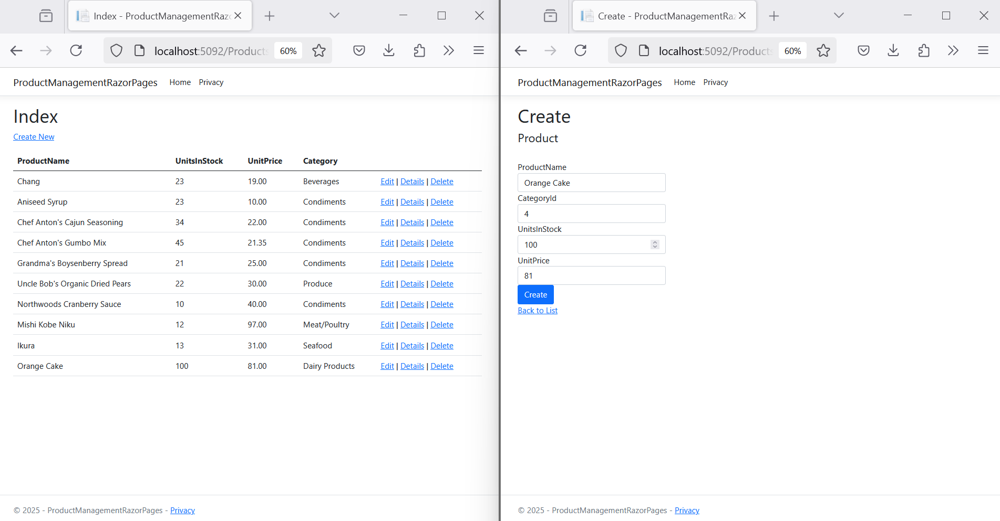 Index - ProductManagementRaz
localhost:5092/Products
60%
ProductManagementRazorPages Home Privacy
Index
Create New
ProductName UnitsInStock UnitPrice Category
Chang 23 19.00 Beverages Edit | Details | Delete
Aniseed Syrup 23 10.00 Condiments Edit | Details | Delete
Chef Anton's Cajun Seasoning 34 22.00 Condiments Edit | Details | Delete
Chef Anton's Gumbo Mix 45 21.35 Condiments Edit | Details | Delete
Grandma's Boysenberry Spread 21 25.00 Condiments Edit | Details | Delete
Uncle Bob's Organic Dried Pears 22 30.00 Produce Edit | Details | Delete
Northwoods Cranberry Sauce 10 40.00 Condiments Edit | Details | Delete
Mishi Kobe Niku 12 97.00 Meat/Poultry Edit | Details | Delete
Ikura 13 31.00 Seafood Edit | Details | Delete
Orange Cake 100 81.00 Dairy Products Edit | Details | Delete
© 2025 - ProductManagementRazorPages - Privacy
Create - ProductManagementRaz
localhost:5092/Products
60%
ProductManagementRazorPages Home Privacy
Create
Product
ProductName
Orange Cake
CategoryId
4
UnitsInStock
100
UnitPrice
81
Create
Back to List
© 2025 - ProductManagementRazorPages - Privacy